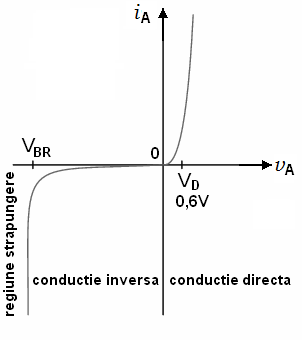 iA
VBR
0
vA
VD
0,6V
regiune strapungere
conductie inversa
conductie directa